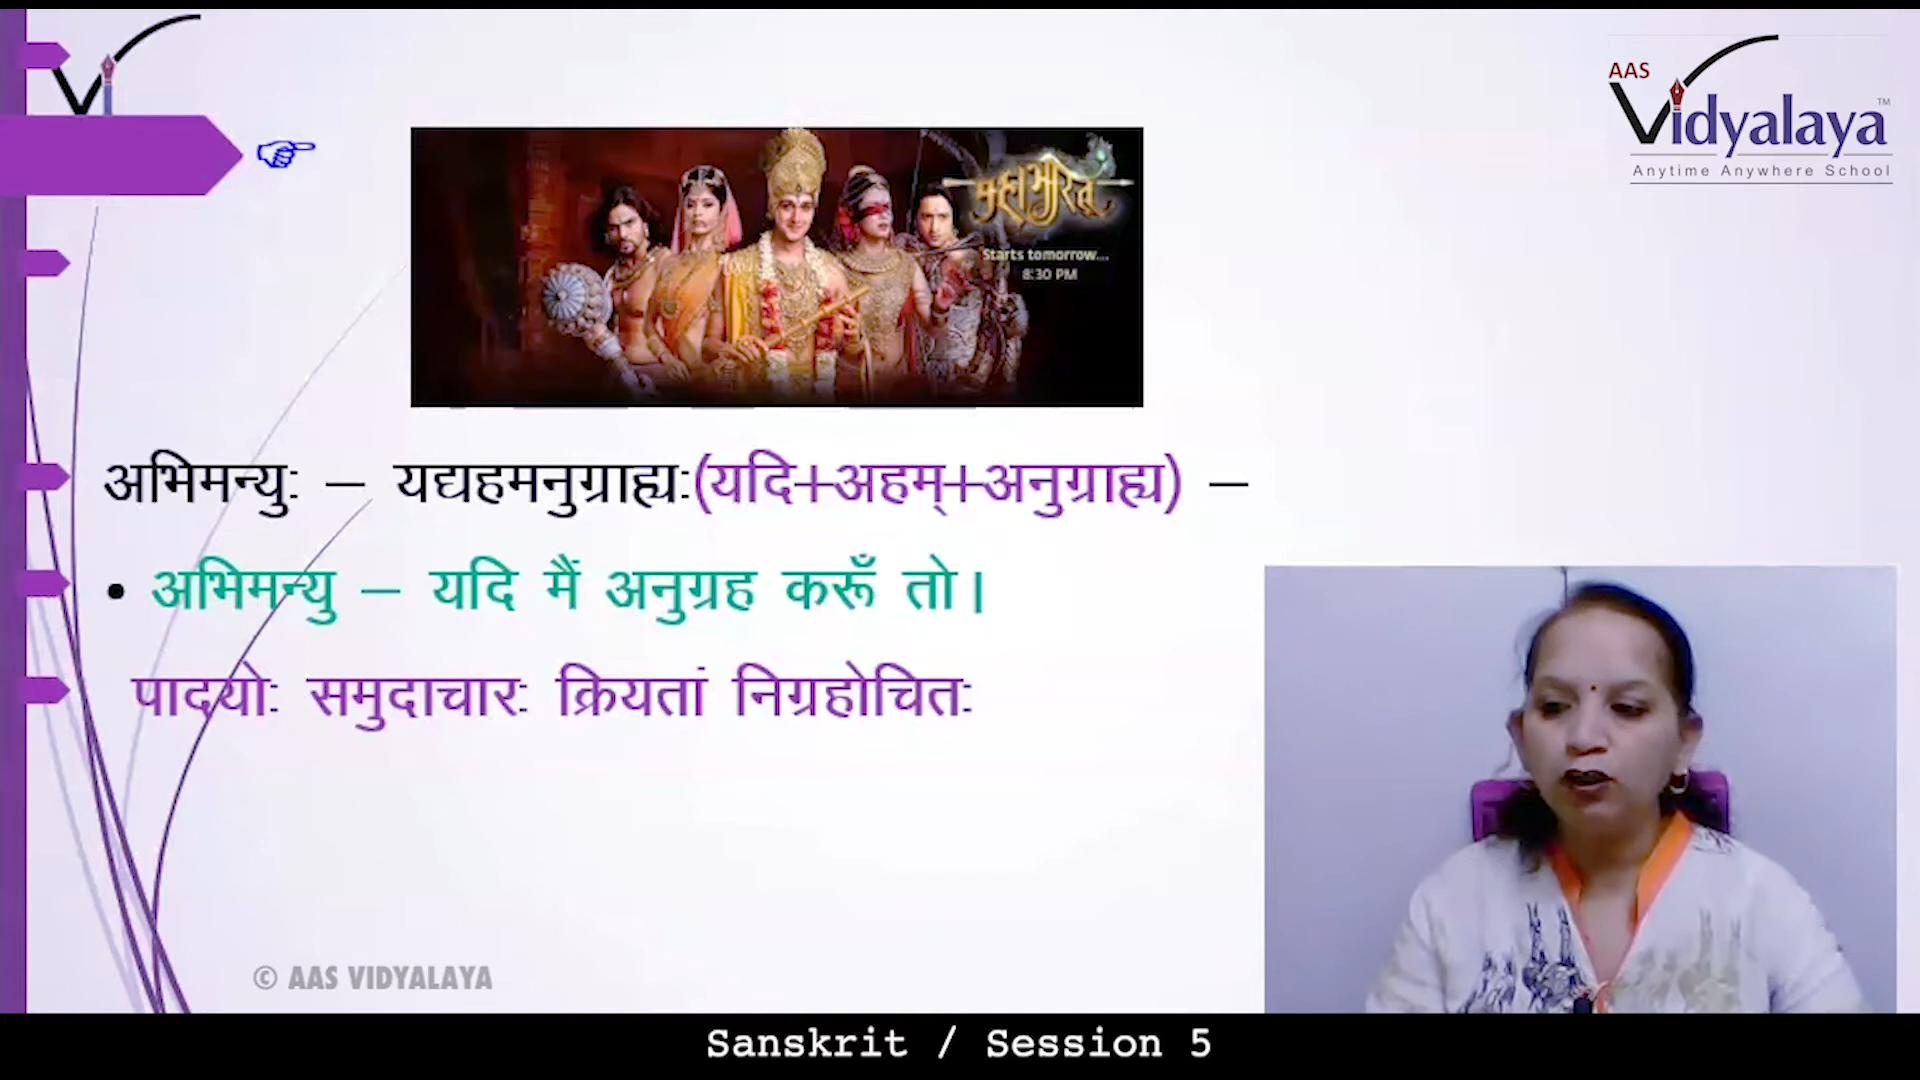 AAS
Vidyalaya™
Anytime Anywhere School
महाभारत
Starts tomorrow...
8:30 PM
अभिमन्युः – यद्यहमनुग्राह्यः(यदि+अहम्+अनुग्राह्य) –
• अभिमन्यु – यदि मैं अनुग्रह करूँ तो।
पादयोः समुदाचारः क्रियतां निग्रहोचितः
© AAS VIDYALAYA
Sanskrit / Session 5